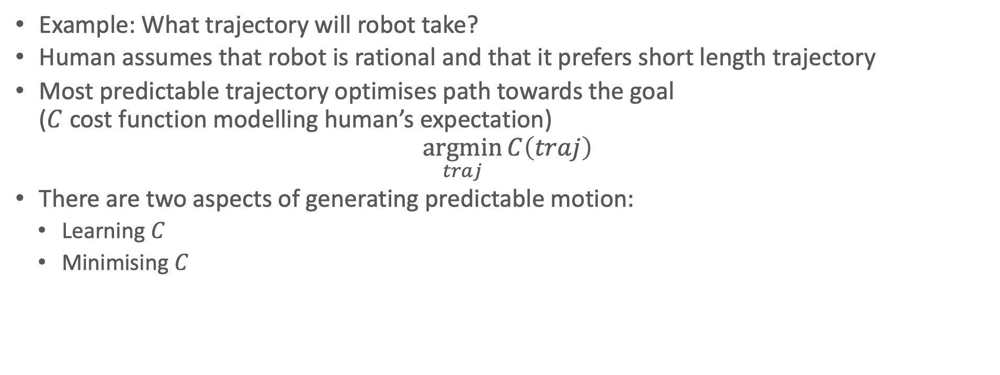 • Example: What trajectory will robot take?
• Human assumes that robot is rational and that it prefers short length trajectory
• Most predictable trajectory optimises path towards the goal
(C cost function modelling human’s expectation)
argmin C(traj)
traj
• There are two aspects of generating predictable motion:
• Learning C
• Minimising C